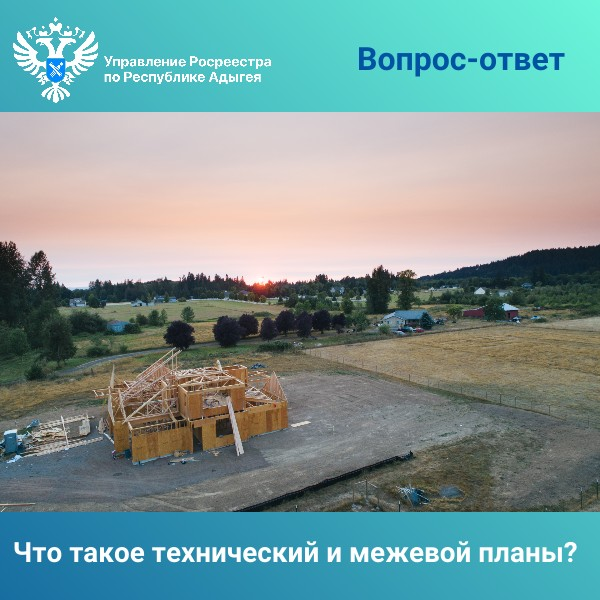 Управление Росреестра
по Республике Адыгея
Вопрос-ответ
Что такое технический и межевой планы?